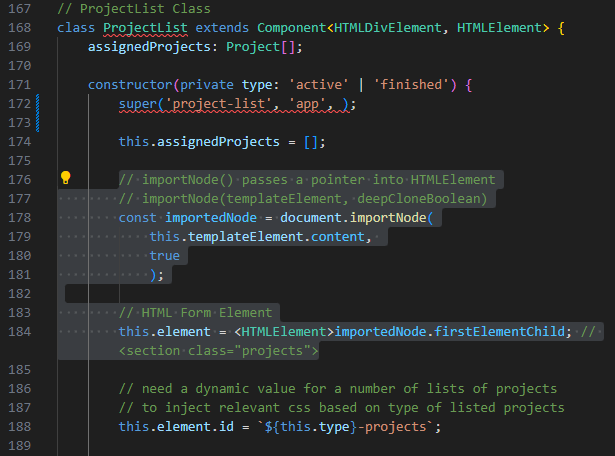 167 // ProjectList Class
168 class ProjectList extends Component<HTMLDivElement, HTMLElement> {
169 assignedProjects: Project[];
170
171 constructor(private type: 'active' | 'finished') {
172 super('project-list', 'app', );
173
174 this.assignedProjects = [];
175
176 // importNode() passes a pointer into HTMLElement
177 // importNode(templateElement, deepCloneBoolean)
178 const importedNode = document.importNode(
179 this.templateElement.content,
180 true
181 );
182
183 // HTML Form Element
184 this.element = <HTMLElement>importedNode.firstElementChild; //
<section class="projects">
185
186 // need a dynamic value for a number of lists of projects
187 // to inject relevant css based on type of listed projects
188 this.element.id = `${this.type}-projects`;
189